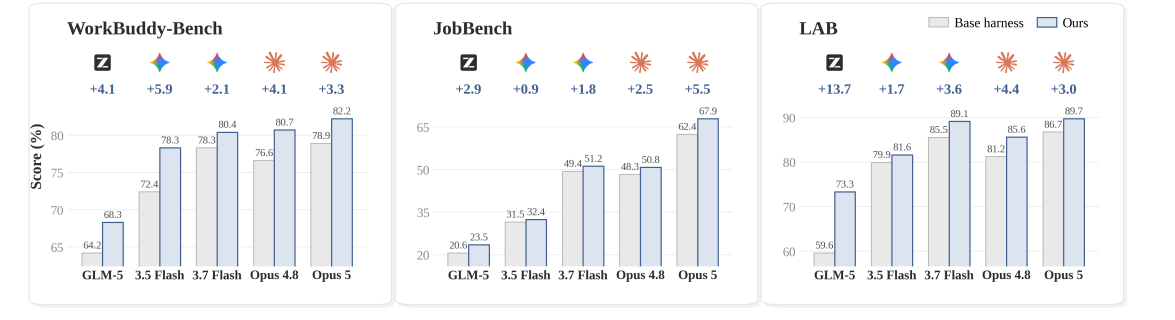 WorkBuddy-Bench
+4.1 +5.9 +2.1 +4.1 +3.3
Score (%)
80
75
70
65
64.2 68.3 72.4 78.3 78.3 80.4 76.6 80.7 78.9 82.2
GLM-5 3.5 Flash 3.7 Flash Opus 4.8 Opus 5
JobBench
+2.9 +0.9 +1.8 +2.5 +5.5
65
50
35
20
20.6 23.5 31.5 32.4 49.4 51.2 48.3 50.8 62.4 67.9
GLM-5 3.5 Flash 3.7 Flash Opus 4.8 Opus 5
LAB
Base harness Ours
+13.7 +1.7 +3.6 +4.4 +3.0
90
80
70
60
59.6 73.3 79.9 81.6 85.5 89.1 81.2 85.6 86.7 89.7
GLM-5 3.5 Flash 3.7 Flash Opus 4.8 Opus 5